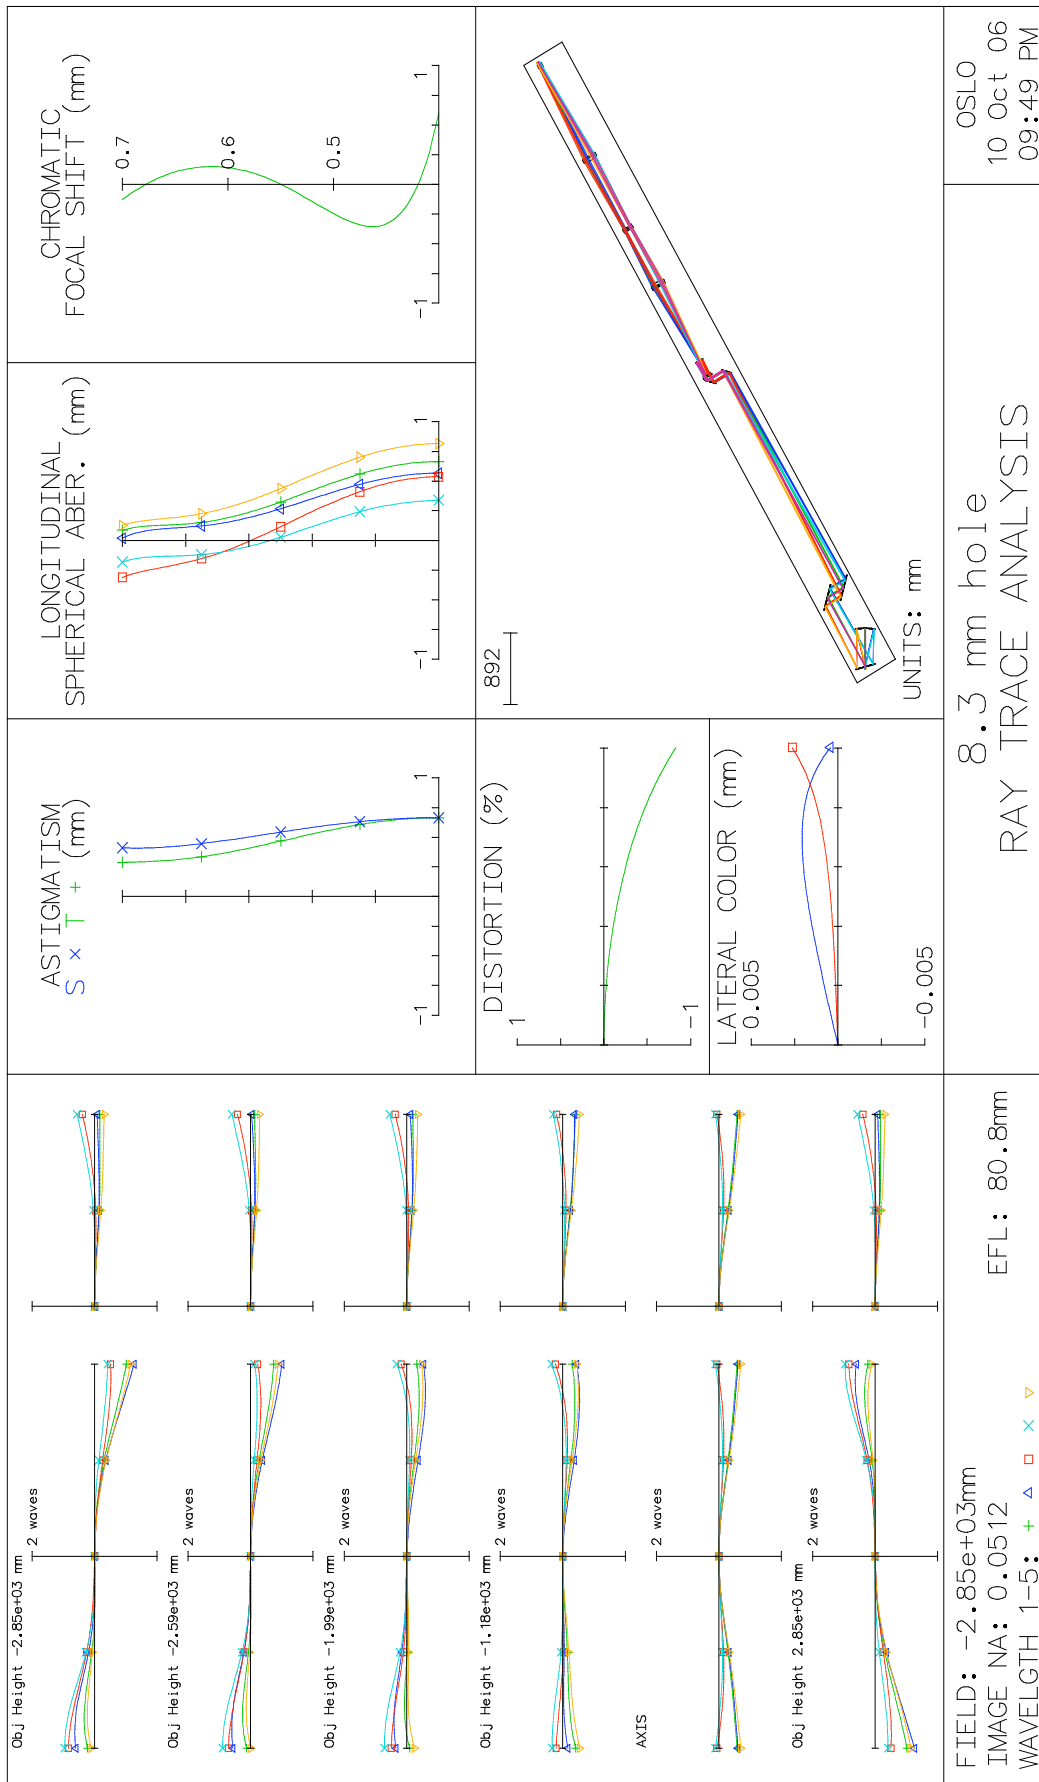 Obj Height -2.85e+03 mm
2 waves
Obj Height -2.59e+03 mm
2 waves
Obj Height -1.99e+03 mm
2 waves
Obj Height -1.18e+03 mm
2 waves
AXIS
2 waves
Obj Height 2.85e+03 mm
2 waves
ASTIGMATISM
S × T + (mm)
-1 1
LONGITUDINAL
SPHERICAL ABER. (mm)
-1 1
CHROMATIC
FOCAL SHIFT (mm)
0.7
0.6
0.5
-1 1
DISTORTION (%)
1
-1
LATERAL COLOR (mm)
0.005
-0.005
892
UNITS: mm
FIELD: -2.85e+03mm
IMAGE NA: 0.0512 EFL: 80.8mm
WAVELGTH 1-5:
8.3 mm hole
RAY TRACE ANALYSIS
OSLO
10 Oct 06
09:49 PM